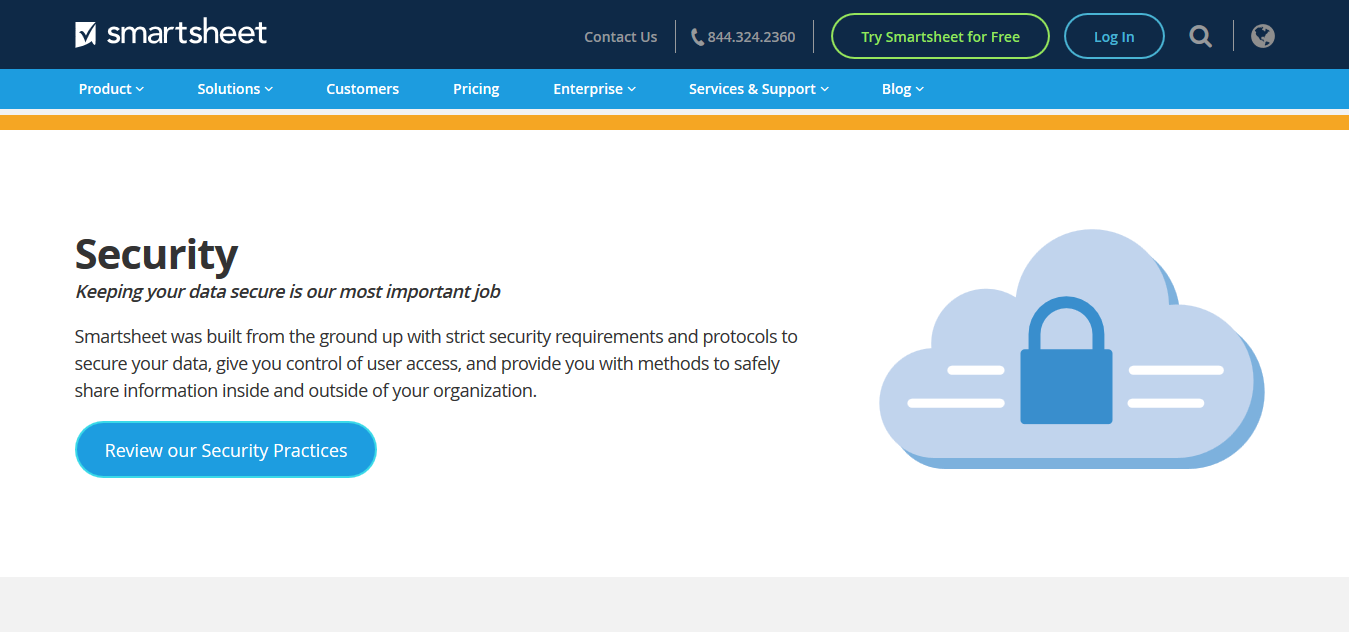 smartsheet
Contact Us
844.324.2360
Try Smartsheet for Free
Log In
Product
Solutions
Customers
Pricing
Enterprise
Services & Support
Blog
Security
Keeping your data secure is our most important job
Smartsheet was built from the ground up with strict security requirements and protocols to
secure your data, give you control of user access, and provide you with methods to safely
share information inside and outside of your organization.
Review our Security Practices